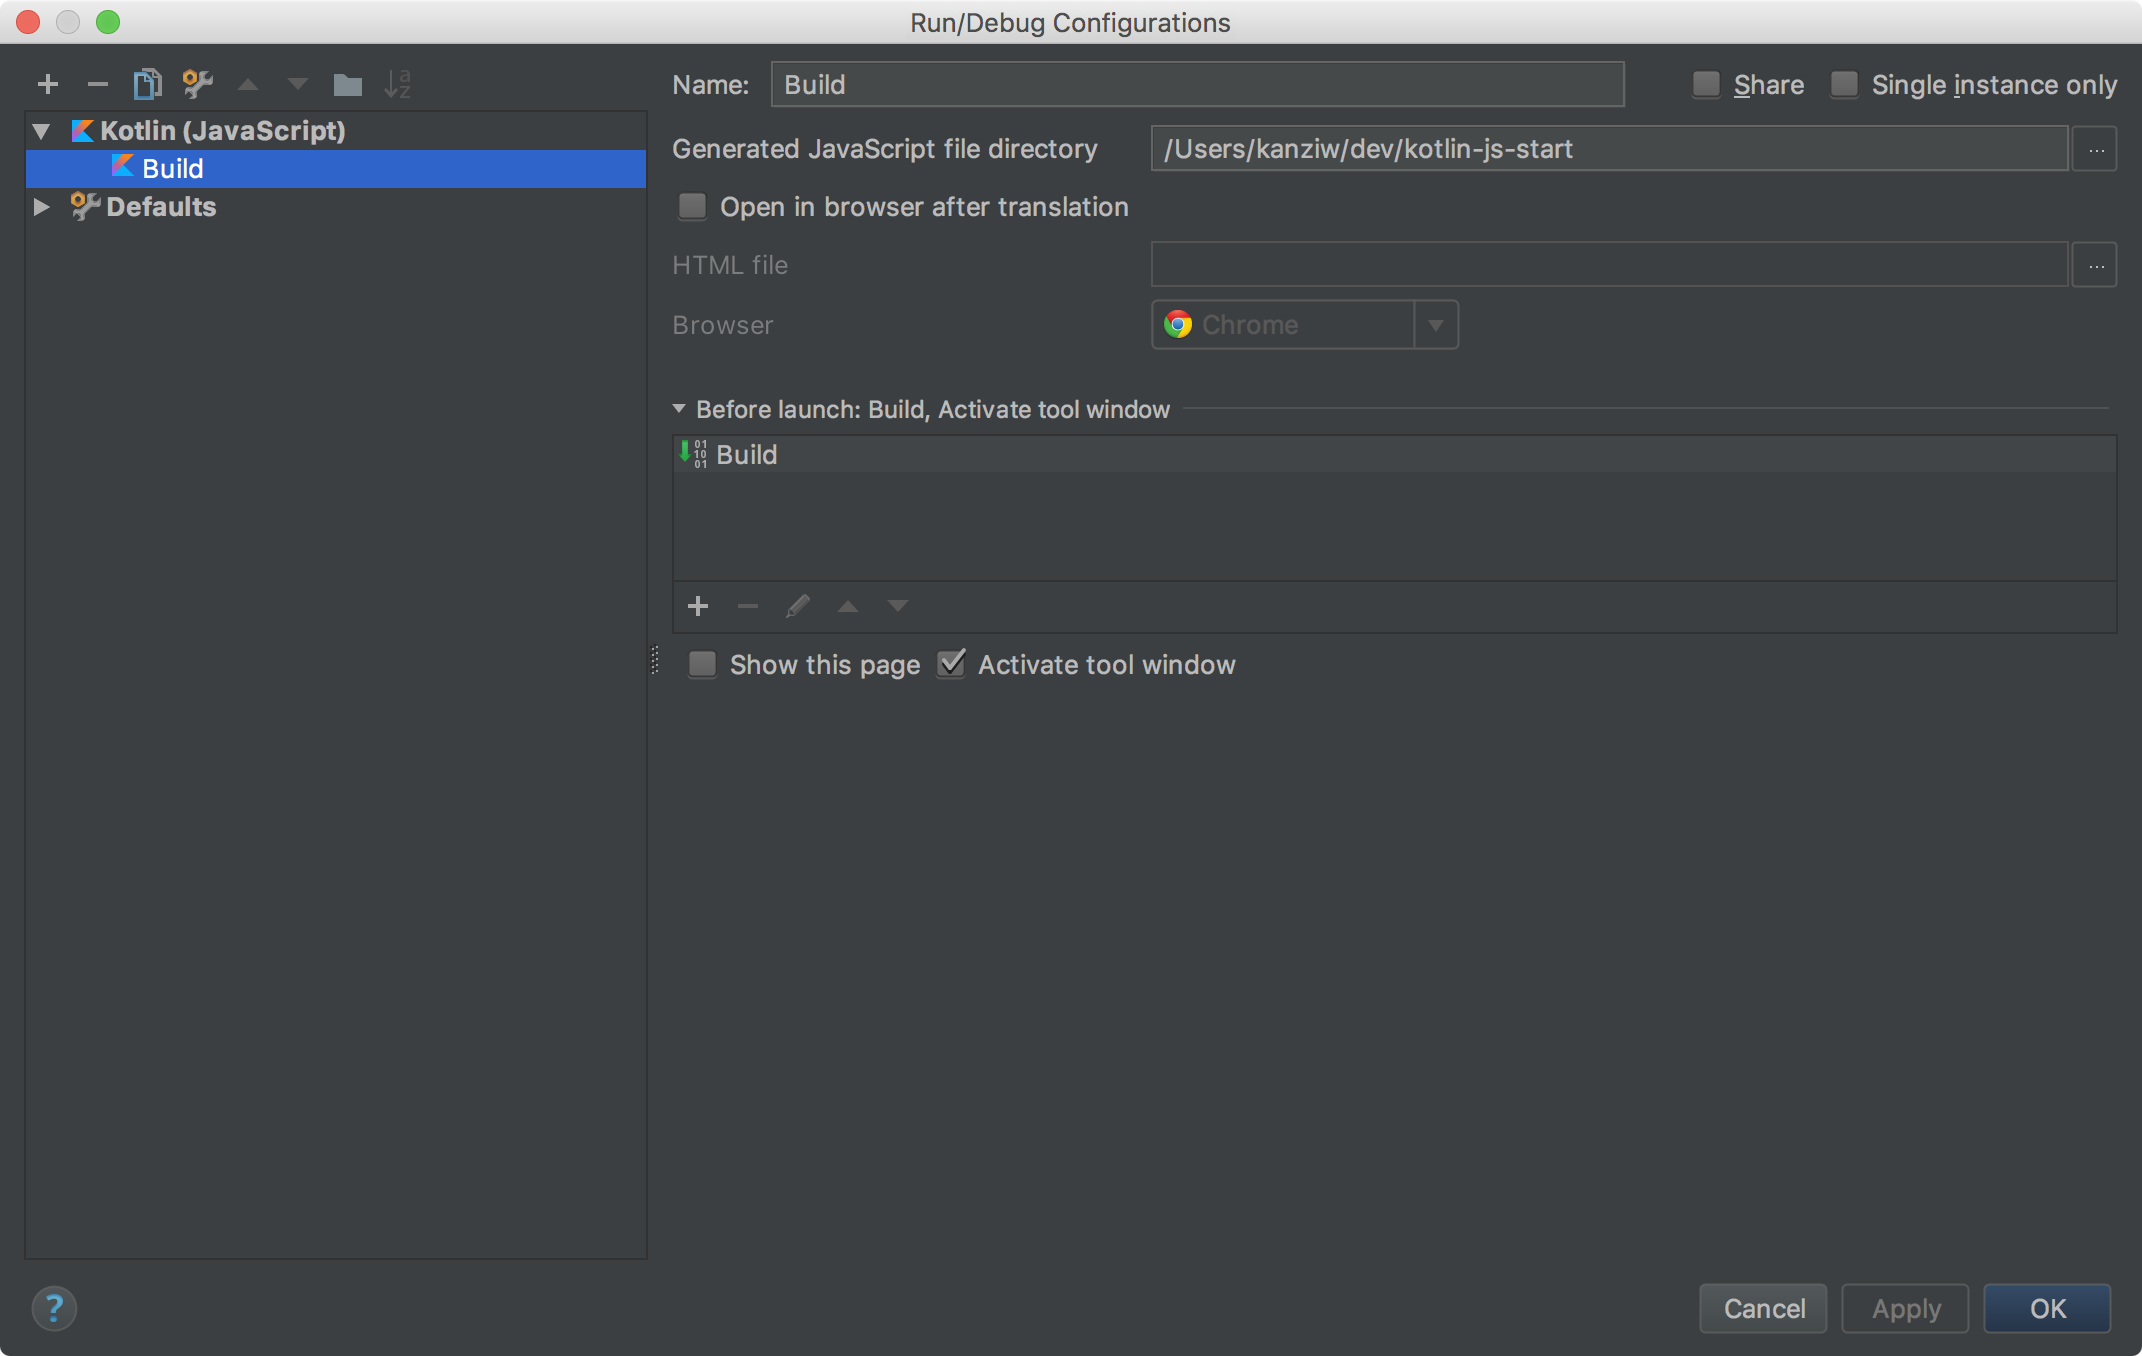 Run/Debug Configurations
Name: Build Share Single instance only
Kotlin (JavaScript)
Build
Defaults
Generated JavaScript file directory /Users/kanziw/dev/kotlin-js-start ...
Open in browser after translation
HTML file ...
Browser Chrome
Before launch: Build, Activate tool window
Build
Show this page Activate tool window
? Cancel Apply OK